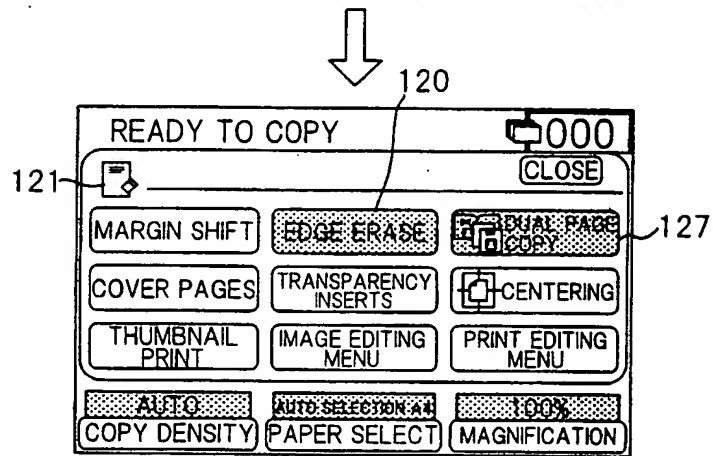 120
READY TO COPY 000
121 CLOSE
MARGIN SHIFT EDGE ERASE DUAL PAGE COPY 127
COVER PAGES TRANSPARENCY INSERTS CENTERING
THUMBNAIL PRINT IMAGE EDITING MENU PRINT EDITING MENU
AUTO AUTO SELECTION A4 100%
COPY DENSITY PAPER SELECT MAGNIFICATION